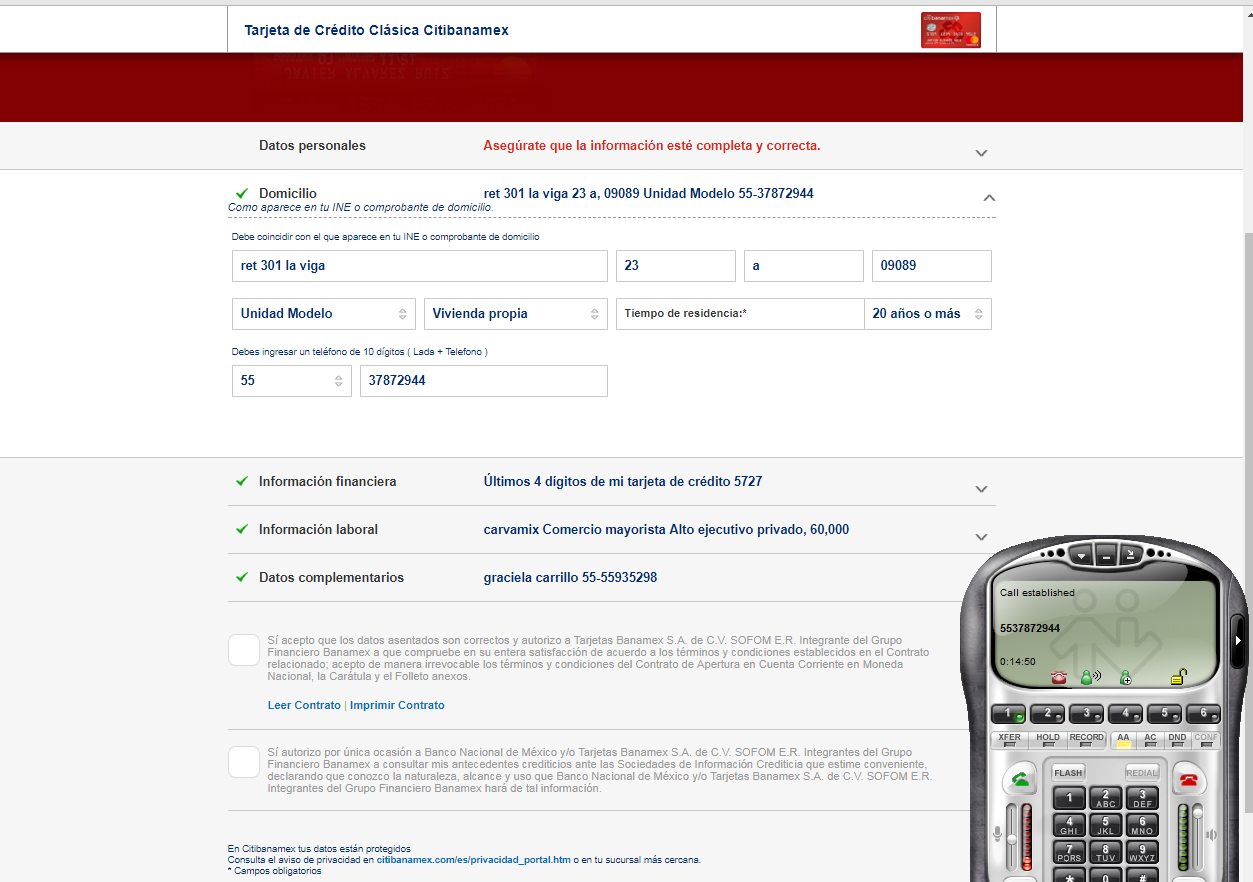 Tarjeta de Crédito Clásica Citibanamex
Datos personales
Asegúrate que la información esté completa y correcta.
Domicilio
ret 301 la viga 23 a, 09089 Unidad Modelo 55-37872944
Como aparece en tu INE o comprobante de domicilio.
Debe coincidir con el que aparece en tu INE o comprobante de domicilio
ret 301 la viga
23
a
09089
Unidad Modelo
Vivienda propia
Tiempo de residencia:*
20 años o más
Debes ingresar un teléfono de 10 dígitos ( Lada + Telefono )
55
37872944
Información financiera
Últimos 4 dígitos de mi tarjeta de crédito 5727
Información laboral
carvamix Comercio mayorista Alto ejecutivo privado, 60,000
Datos complementarios
graciela carrillo 55-55935298
Sí acepto que los datos asentados son correctos y autorizo a Tarjetas Banamex S.A. de C.V. SOFOM E.R. Integrante del Grupo
Financiero Banamex a que compruebe en su entera satisfacción de acuerdo a los términos y condiciones establecidos en el Contrato
relacionado; acepto de manera irrevocable los términos y condiciones del Contrato de Apertura en Cuenta Corriente en Moneda
Nacional, la Carátula y el Folleto anexos.
Leer Contrato | Imprimir Contrato
Sí autorizo por única ocasión a Banco Nacional de México y/o Tarjetas Banamex S.A. de C.V. SOFOM E.R. Integrantes del Grupo
Financiero Banamex a consultar mis antecedentes crediticios ante las Sociedades de Información Crediticia que estime conveniente,
declarando que conozco la naturaleza, alcance y uso que Banco Nacional de México y/o Tarjetas Banamex S.A. de C.V. SOFOM E.R.
Integrantes del Grupo Financiero Banamex hará de tal información.
En Citibanamex tus datos están protegidos
Consulta el aviso de privacidad en citibanamex.com/es/privacidad_portal.htm o en tu sucursal más cercana.
* Campos obligatorios
Call established
5537872944
0:14:50
1 2 3 4 5 6
XFER HOLD RECORD AA AC DND CONF
FLASH REDIAL
1 2 ABC 3 DEF
4 GHI 5 JKL 6 MNO
7 PQRS 8 TUV 9 WXYZ
* 0 #